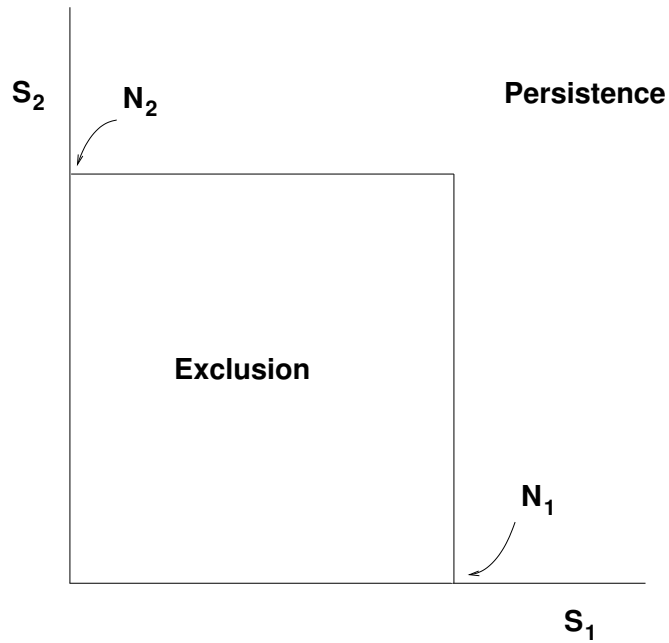 S₂
N₂
Persistence
Exclusion
N₁
S₁